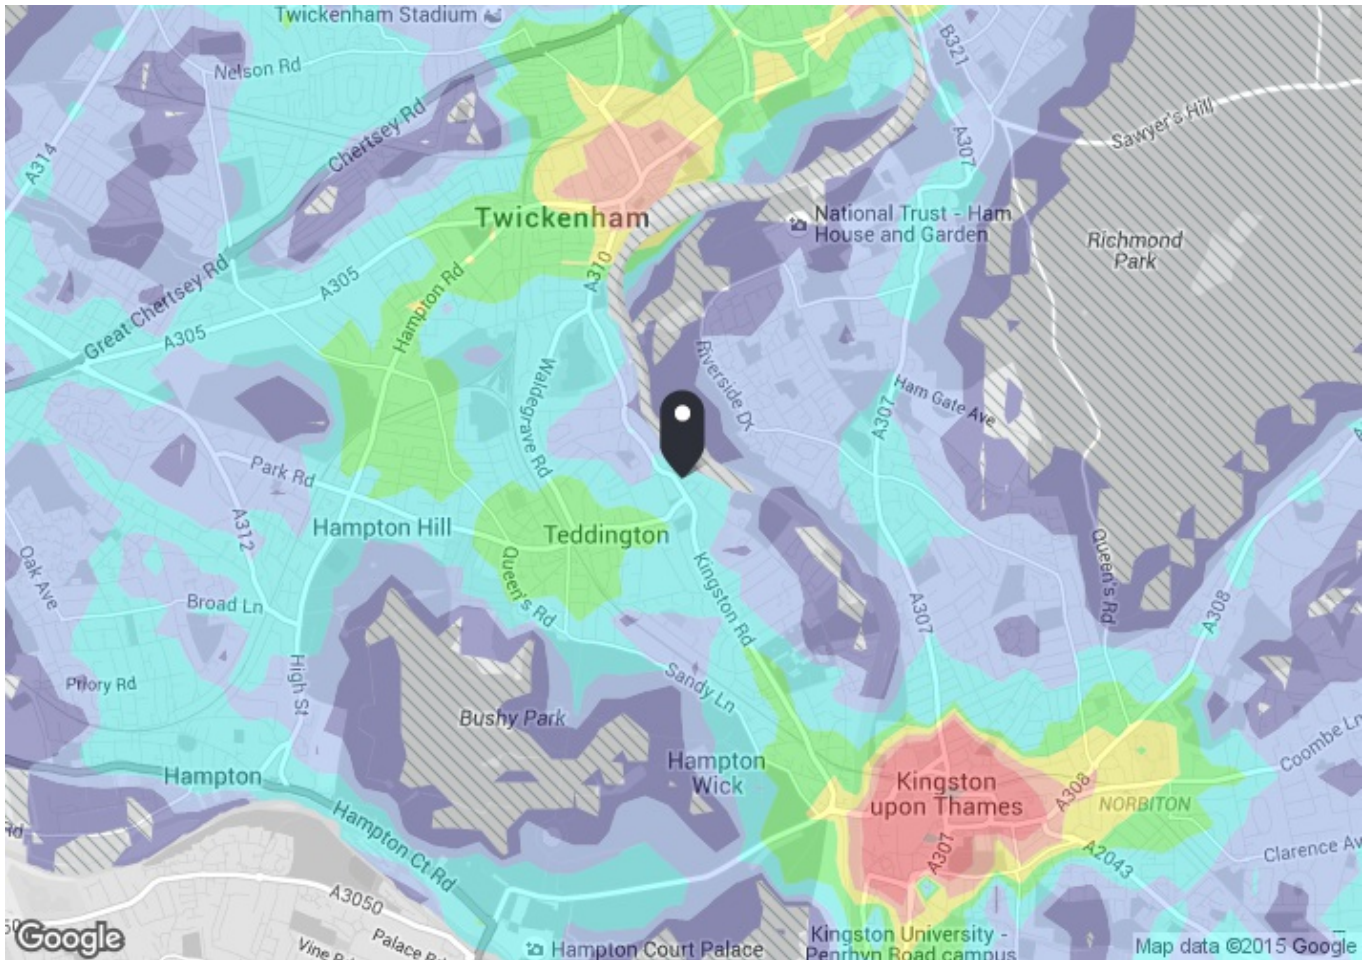 Twickenham Stadium
B321
Nelson Rd
Chertsey Rd
Sawyer's Hill
A307
A314
Twickenham
National Trust - Ham
House and Garden
Richmond
Park
A310
Great Chertsey Rd
A305
Hampton Rd
A305
Riverside Dr
Waldegrave Rd
Ham Gate Ave
A307
Park Rd
A312
Hampton Hill
Teddington
Oak Ave
Queen's Rd
Kingston Rd
Queen's Rd
Broad Ln
A307
A308
High St
Priory Rd
Sandy Ln
Bushy Park
Hampton
Hampton
Wick
Coombe Ln
Kingston
upon Thames
A308
NORBITON
Rd
Hampton Ct Rd
A307
A2043
Clarence Av
A3050
Palace Rd
Google
Vine
Hampton Court Palace
Kingston University -
Penrhyn Road campus
Map data ©2015 Google